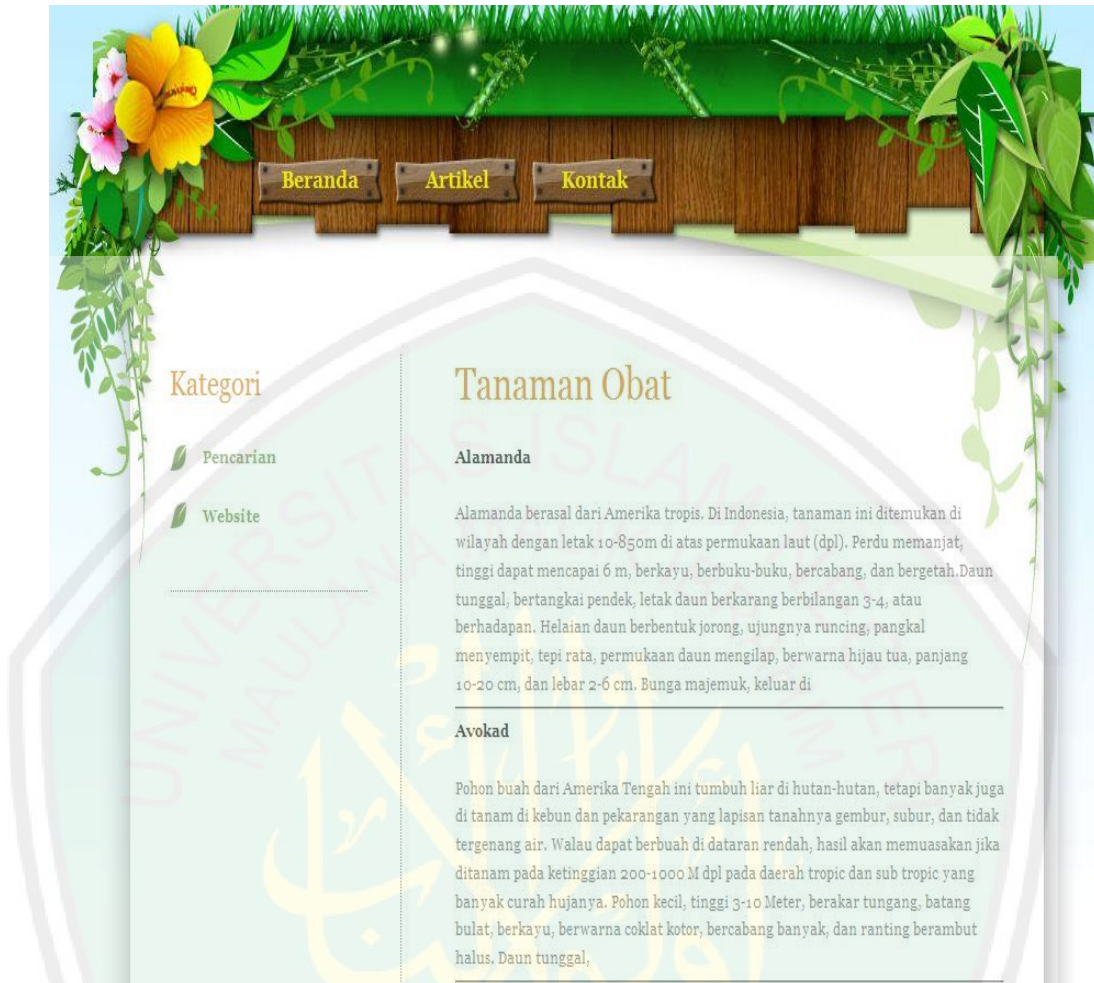 Beranda Artikel Kontak
Kategori
Pencarian
Website
Tanaman Obat
Alamanda
Alamanda berasal dari Amerika tropis. Di Indonesia, tanaman ini ditemukan di
wilayah dengan letak 10-850m di atas permukaan laut (dpl). Perdu memanjat,
tinggi dapat mencapai 6 m, berkayu, berbuku-buku, bercabang, dan bergetah.Daun
tunggal, bertangkai pendek, letak daun berkarang berbilangan 3-4, atau
berhadapan. Helaian daun berbentuk jorong, ujungnya runcing, pangkal
menyempit, tepi rata, permukaan daun mengilap, berwarna hijau tua, panjang
10-20 cm, dan lebar 2-6 cm. Bunga majemuk, keluar di
Avokad
Pohon buah dari Amerika Tengah ini tumbuh liar di hutan-hutan, tetapi banyak juga
di tanam di kebun dan pekarangan yang lapisan tanahnya gembur, subur, dan tidak
tergenang air. Walau dapat berbuah di dataran rendah, hasil akan memuasakan jika
ditanam pada ketinggian 200-1000 M dpl pada daerah tropic dan sub tropic yang
banyak curah hujanya. Pohon kecil, tinggi 3-10 Meter, berakar tungang, batang
bulat, berkayu, berwarna coklat kotor, bercabang banyak, dan ranting berambut
halus. Daun tunggal,